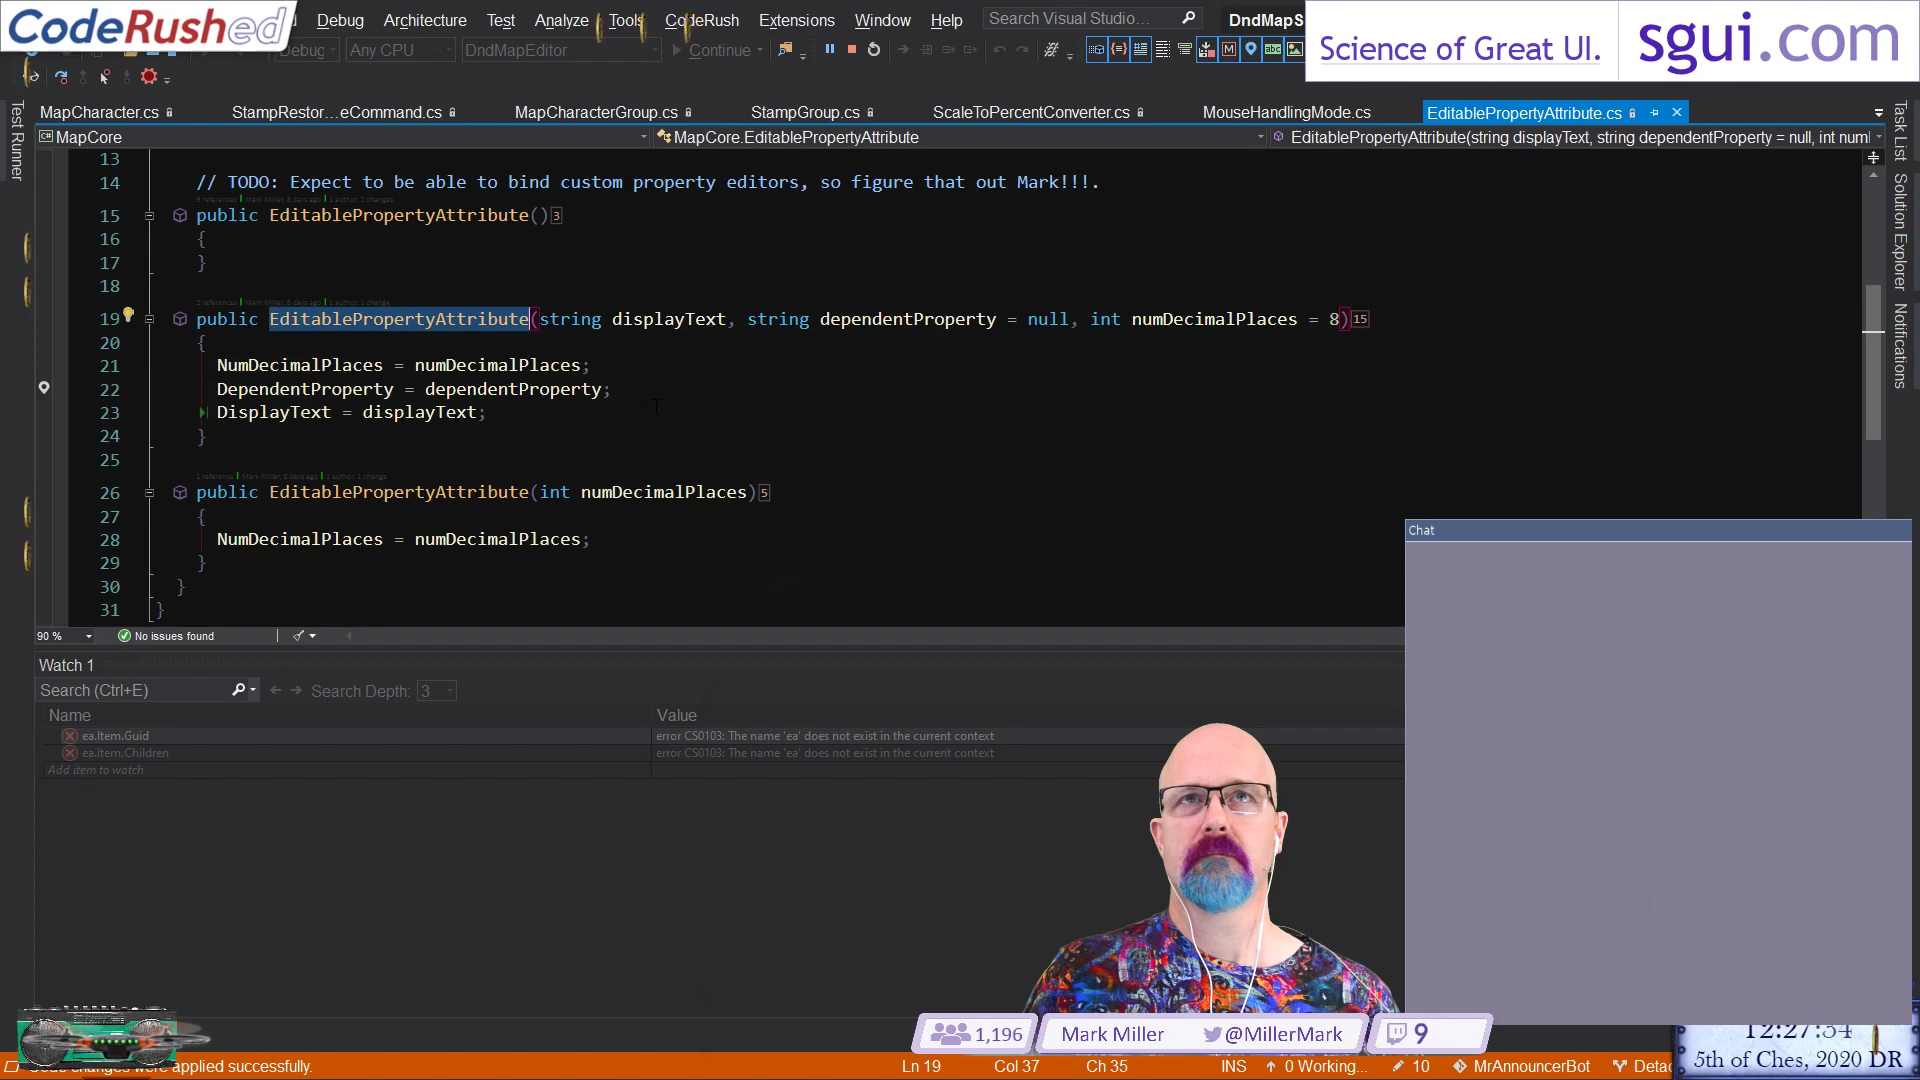 CodeRushed
Debug Architecture Test Analyze Tools CodeRush Extensions Window Help Search Visual Studio... DndMapS
Debug Any CPU DndMapEditor Continue
Science of Great UI. sgui.com
MapCharacter.cs StampRestor...eCommand.cs MapCharacterGroup.cs StampGroup.cs ScaleToPercentConverter.cs MouseHandlingMode.cs EditablePropertyAttribute.cs
MapCore MapCore.EditablePropertyAttribute EditablePropertyAttribute(string displayText, string dependentProperty = null, int numl
Test Runner
Task List
Solution Explorer
Notifications
13
14 // TODO: Expect to be able to bind custom property editors, so figure that out Mark!!!.
15 public EditablePropertyAttribute()3
16 {
17 }
18
19 public EditablePropertyAttribute(string displayText, string dependentProperty = null, int numDecimalPlaces = 8)15
20 {
21 NumDecimalPlaces = numDecimalPlaces;
22 DependentProperty = dependentProperty;
23 DisplayText = displayText;
24 }
25
26 public EditablePropertyAttribute(int numDecimalPlaces)5
27 {
28 NumDecimalPlaces = numDecimalPlaces;
29 }
30 }
31 }
90 % No issues found
Watch 1
Search (Ctrl+E) Search Depth: 3
Name Value
ea.Item.Guid error CS0103: The name 'ea' does not exist in the current context
ea.Item.Children error CS0103: The name 'ea' does not exist in the current context
Add item to watch
Chat
1,196 Mark Miller @MillerMark 9
12:27:54
5th of Ches, 2020 DR
were applied successfully. Ln 19 Col 37 Ch 35 INS 0 Working... 10 MrAnnouncerBot Detac